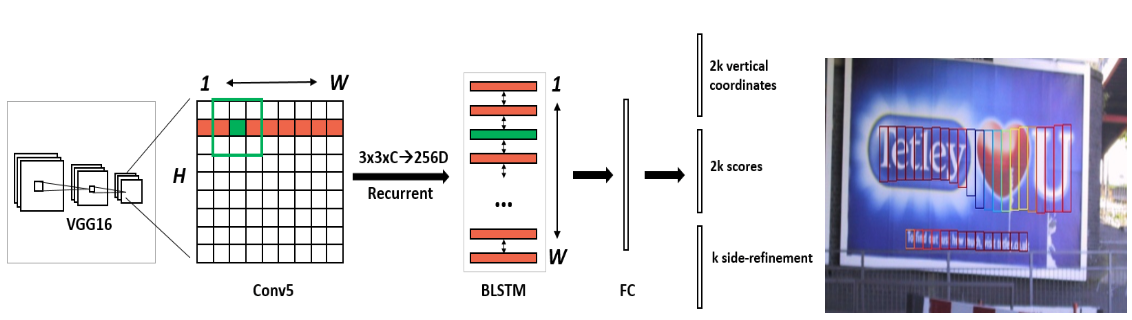 VGG16
1
W
H
Conv5
3x3xC→256D
Recurrent
1
...
W
BLSTM
FC
2k vertical
coordinates
2k scores
k side-refinement
Tetley
U